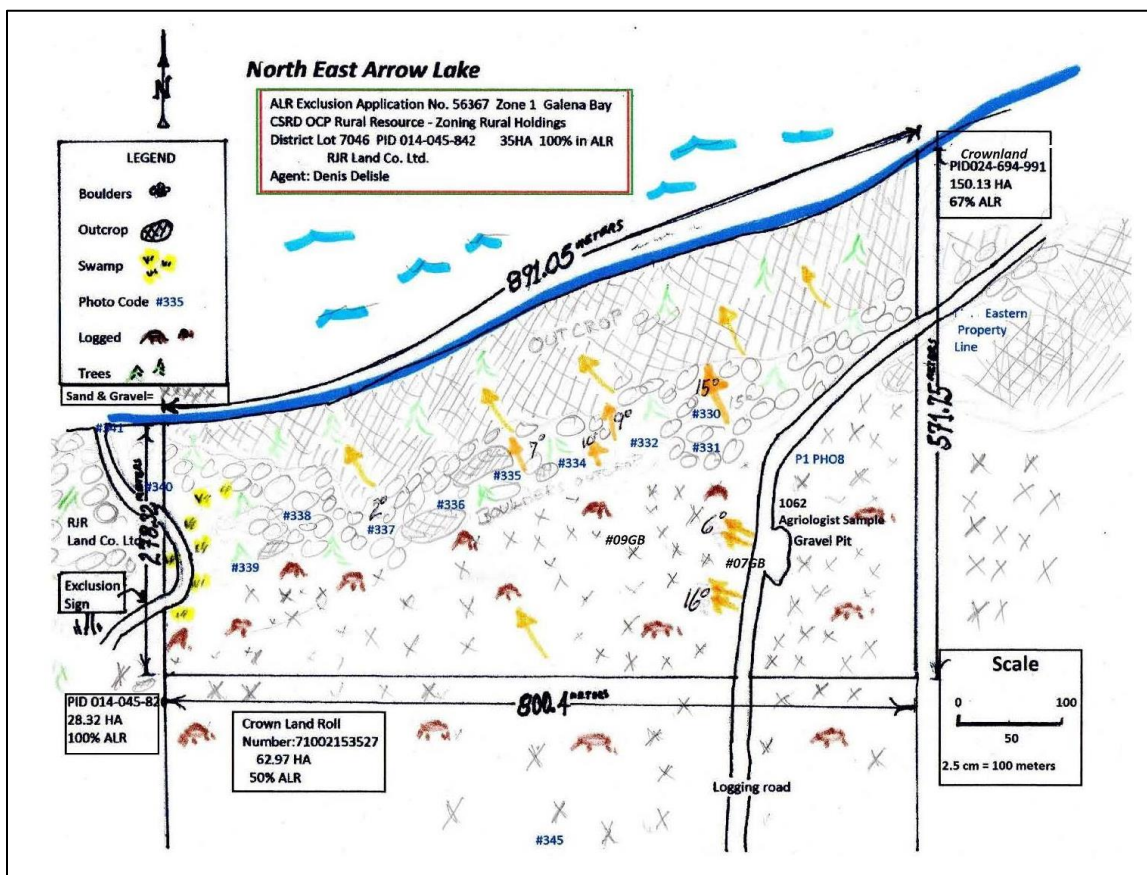 N
North East Arrow Lake
ALR Exclusion Application No. 56367 Zone 1 Galena Bay
CSRD OCP Rural Resource - Zoning Rural Holdings
District Lot 7046 PID 014-045-842 35HA 100% in ALR
RJR Land Co. Ltd.
Agent: Denis Delisle
LEGEND
Boulders
Outcrop
Swamp
Photo Code #335
Logged
Trees
Sand & Gravel=
Crownland
PID024-694-991
150.13 HA
67% ALR
891.05 METERS
OUTCROP
Eastern
Property
Line
571.75 METERS
#341
#340
278.32 METERS
RJR
Land Co. Ltd
Exclusion
Sign
15°
15°
#330
9°
#332
#331
10°
7°
#334
#335
#336
2°
#337
#338
#339
BOULDERS
P1 PHO8
1062
Agriologist Sample
Gravel Pit
6°
#09GB
#07GB
16°
800.4 METERS
PID 014-045-82
28.32 HA
100% ALR
Crown Land Roll
Number:71002153527
62.97 HA
50% ALR
Logging road
#345
Scale
0 100
50
2.5 cm = 100 meters